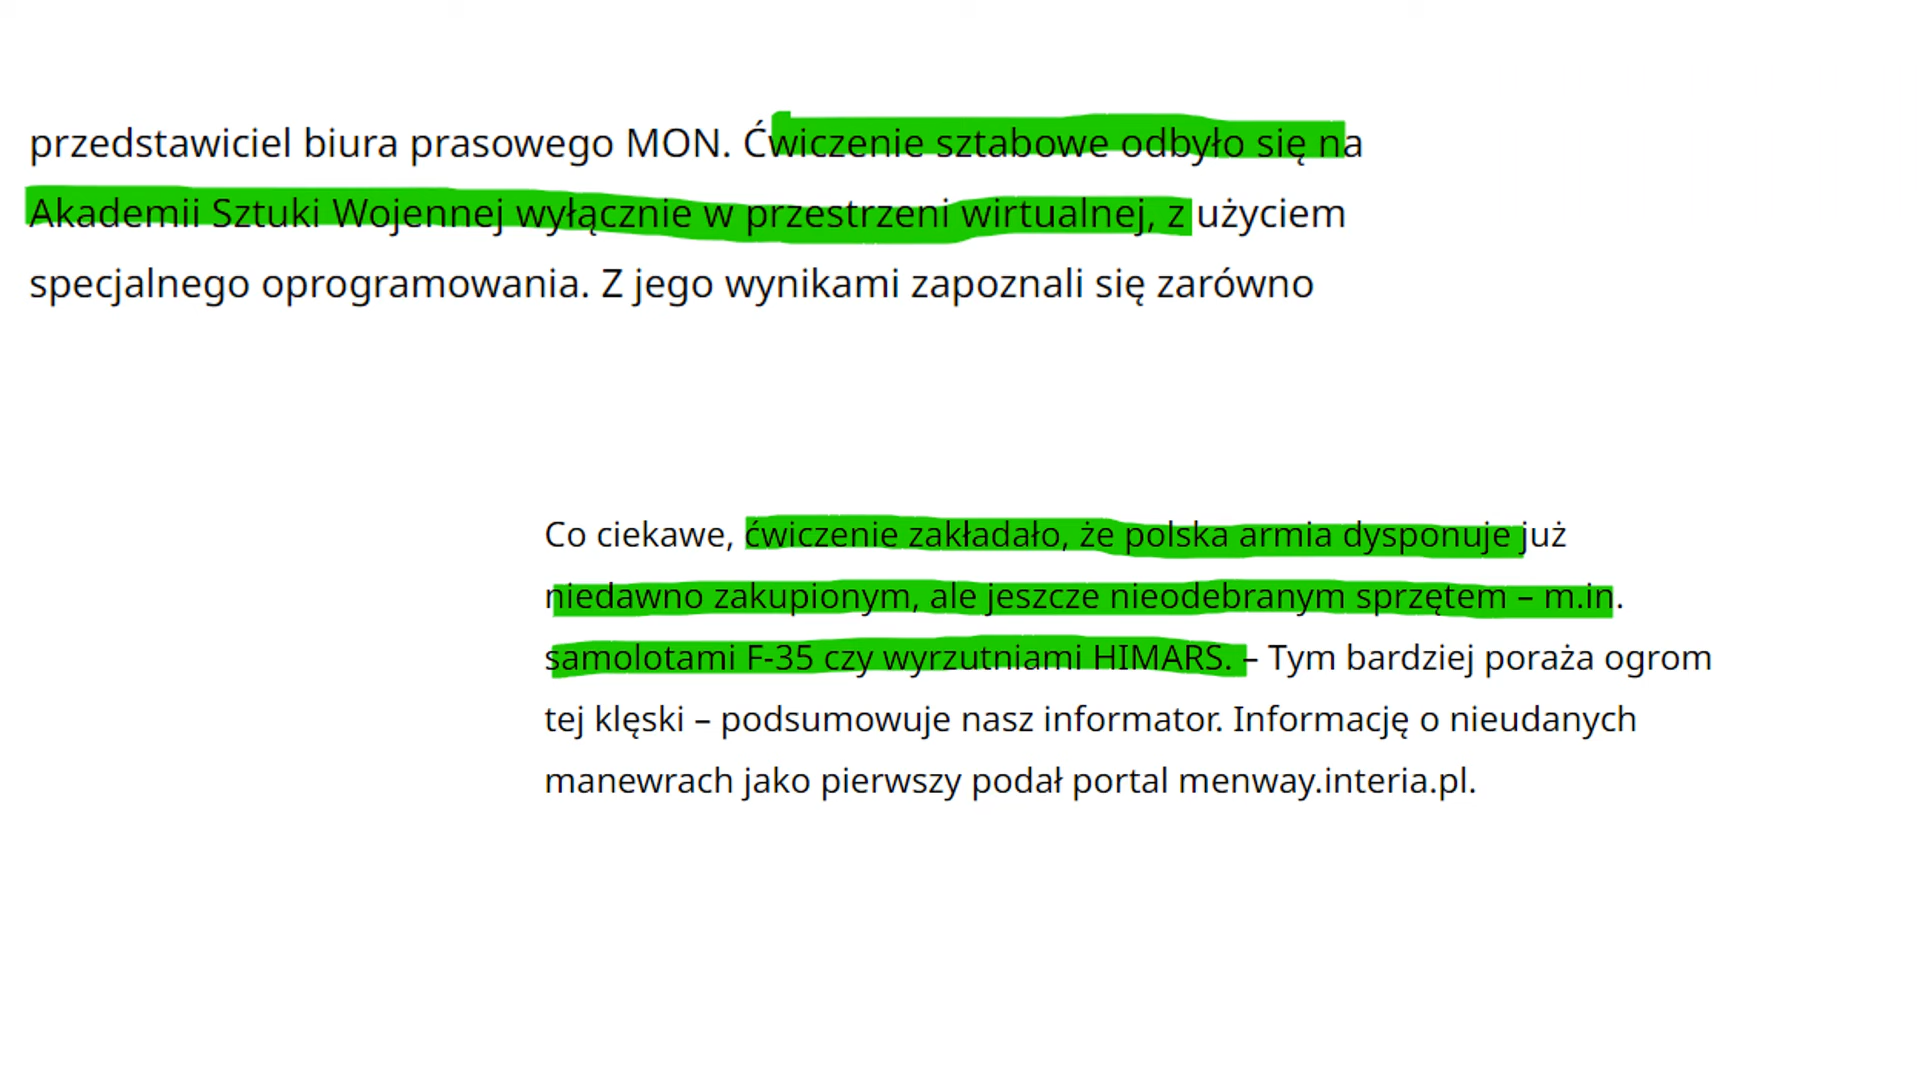 przedstawiciel biura prasowego MON. Ćwiczenie sztabowe odbyło się na
Akademii Sztuki Wojennej wyłącznie w przestrzeni wirtualnej, z użyciem
specjalnego oprogramowania. Z jego wynikami zapoznali się zarówno
Co ciekawe, ćwiczenie zakładało, że polska armia dysponuje już
niedawno zakupionym, ale jeszcze nieodebranym sprzętem – m.in.
samolotami F-35 czy wyrzutniami HIMARS. – Tym bardziej poraża ogrom
tej klęski – podsumowuje nasz informator. Informację o nieudanych
manewrach jako pierwszy podał portal menway.interia.pl.